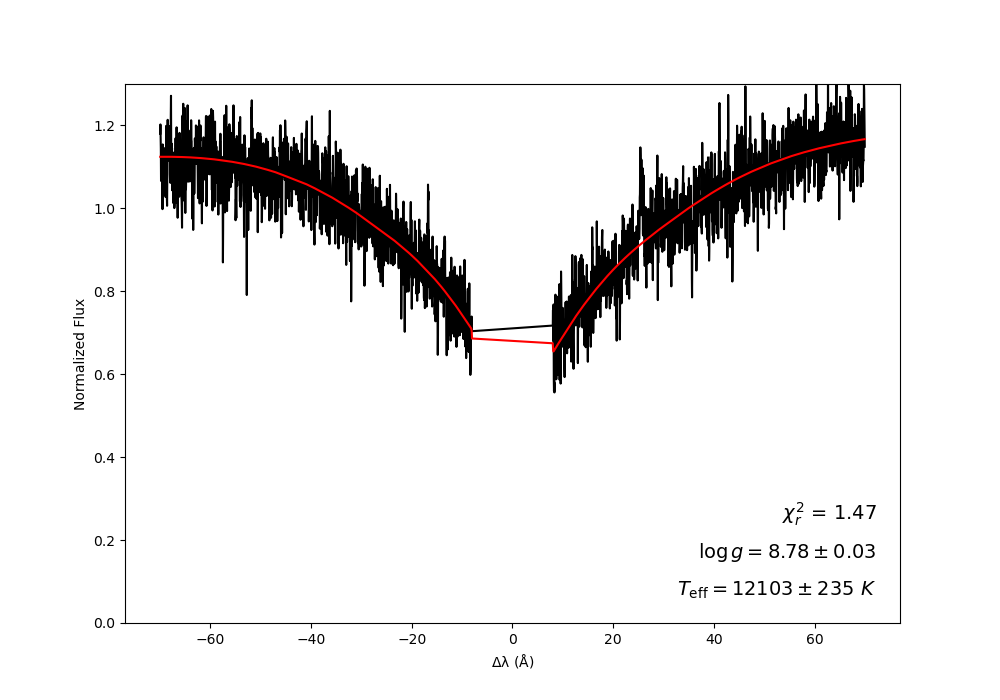 1.2
1.0
0.8
0.6
0.4
0.2
0.0
Normalized Flux
−60 −40 −20 0 20 40 60
Δλ (Å)
χ²ᵣ = 1.47
log g = 8.78 ± 0.03
T_eff = 12103 ± 235 K